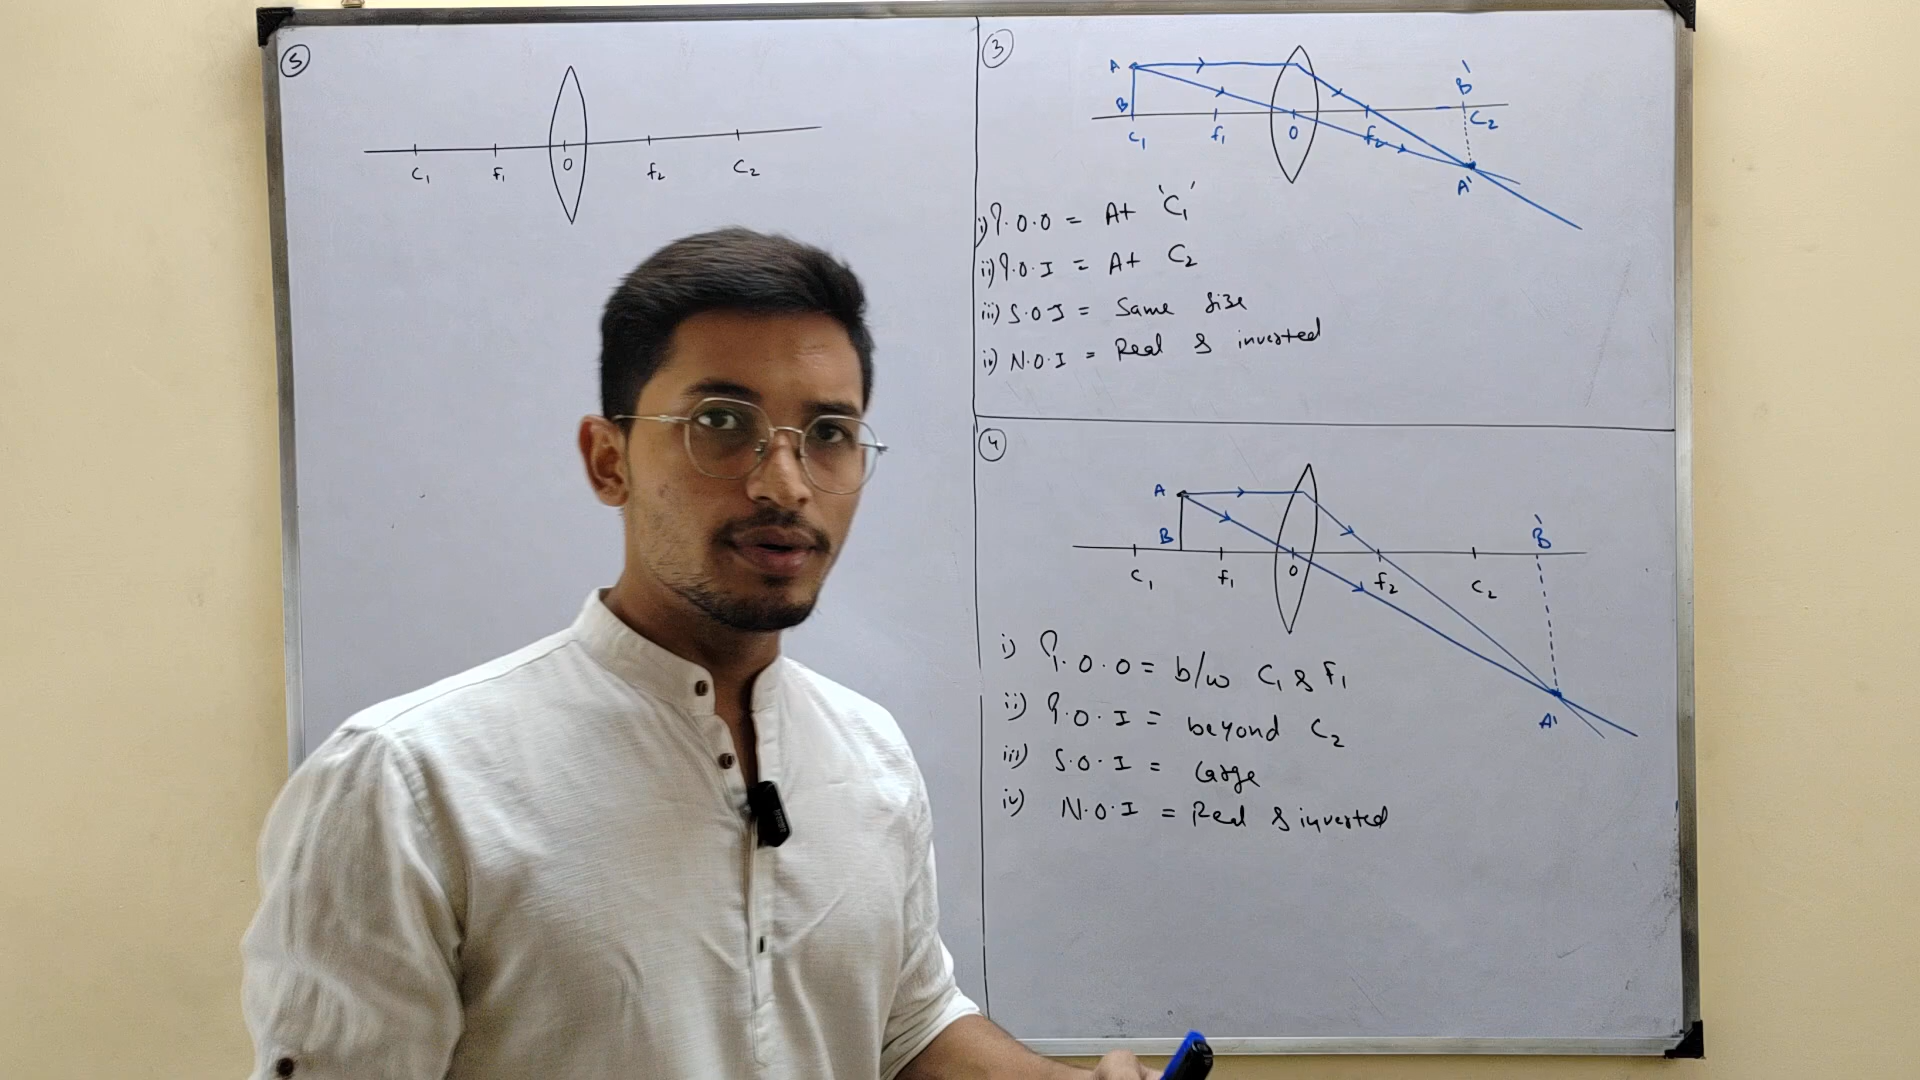 5
O
C₁ F₁ f₂ C₂
3
A B'
B C₂
C₁ f₁ O f₂
A'
i) P.O.O = At 'C₁'
ii) P.O.I = At C₂
iii) S.O.I = Same Size
iv) N.O.I = Real & inverted
4
A
B B'
C₁ F₁ O f₂ C₂
A'
i) P.O.O = b/w C₁ & F₁
ii) P.O.I = beyond C₂
iii) S.O.I = Large
iv) N.O.I = Real & inverted